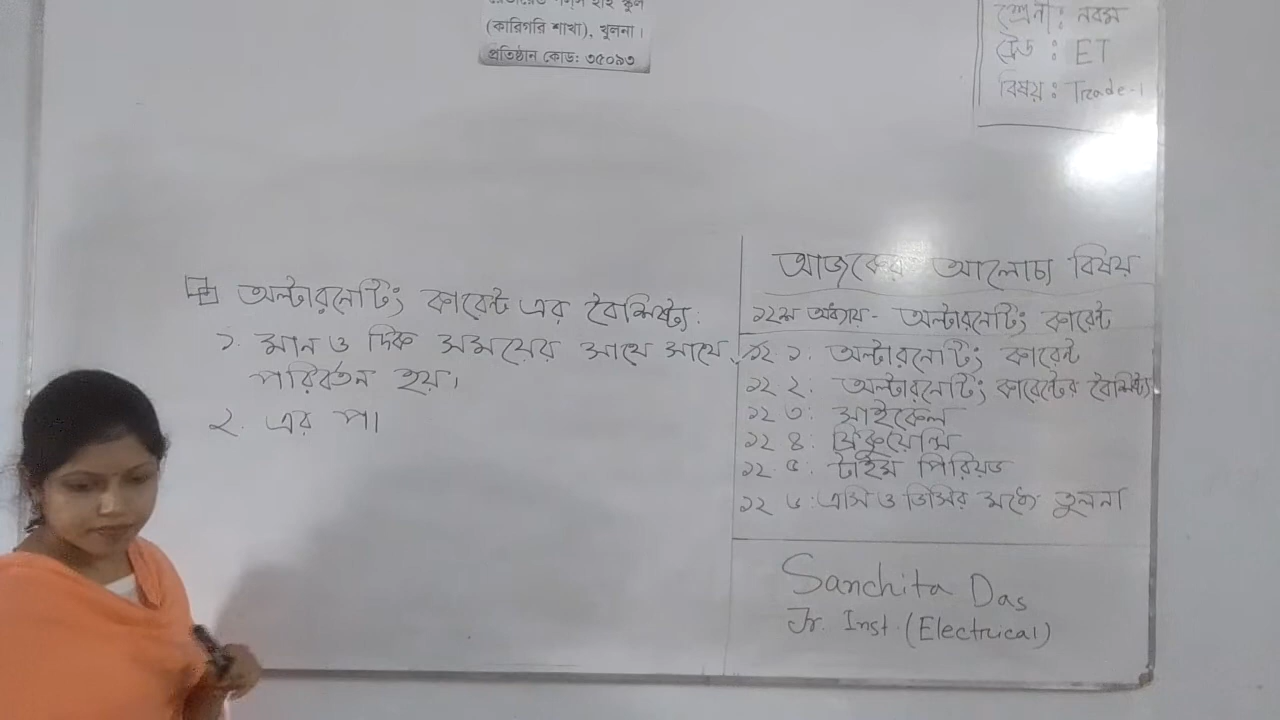 হাই স্কুল
(কারিগরি শাখা), খুলনা।
প্রতিষ্ঠান কোড: ৩৫০৯৩
শ্রেণী: নবম
ট্রেড : ET
বিষয়: Trade-1
অল্টারনেটিং কারেন্ট এর বৈশিষ্ট্য:
১. মান ও দিক সময়ের সাথে সাথে
পরিবর্তন হয়।
২. এর পা
আজকের আলোচ্য বিষয়
১২শ অধ্যায় - অল্টারনেটিং কারেন্ট
১২.১: অল্টারনেটিং কারেন্ট
১২.২: অল্টারনেটিং কারেন্টের বৈশিষ্ট্য
১২.৩: সাইকেল
১২.৪: ফ্রিকুয়েন্সি
১২.৫: টাইম পিরিয়ড
১২.৬: এসি ও ডিসির মধ্যে তুলনা
Sanchita Das
Jr. Inst. (Electrical)